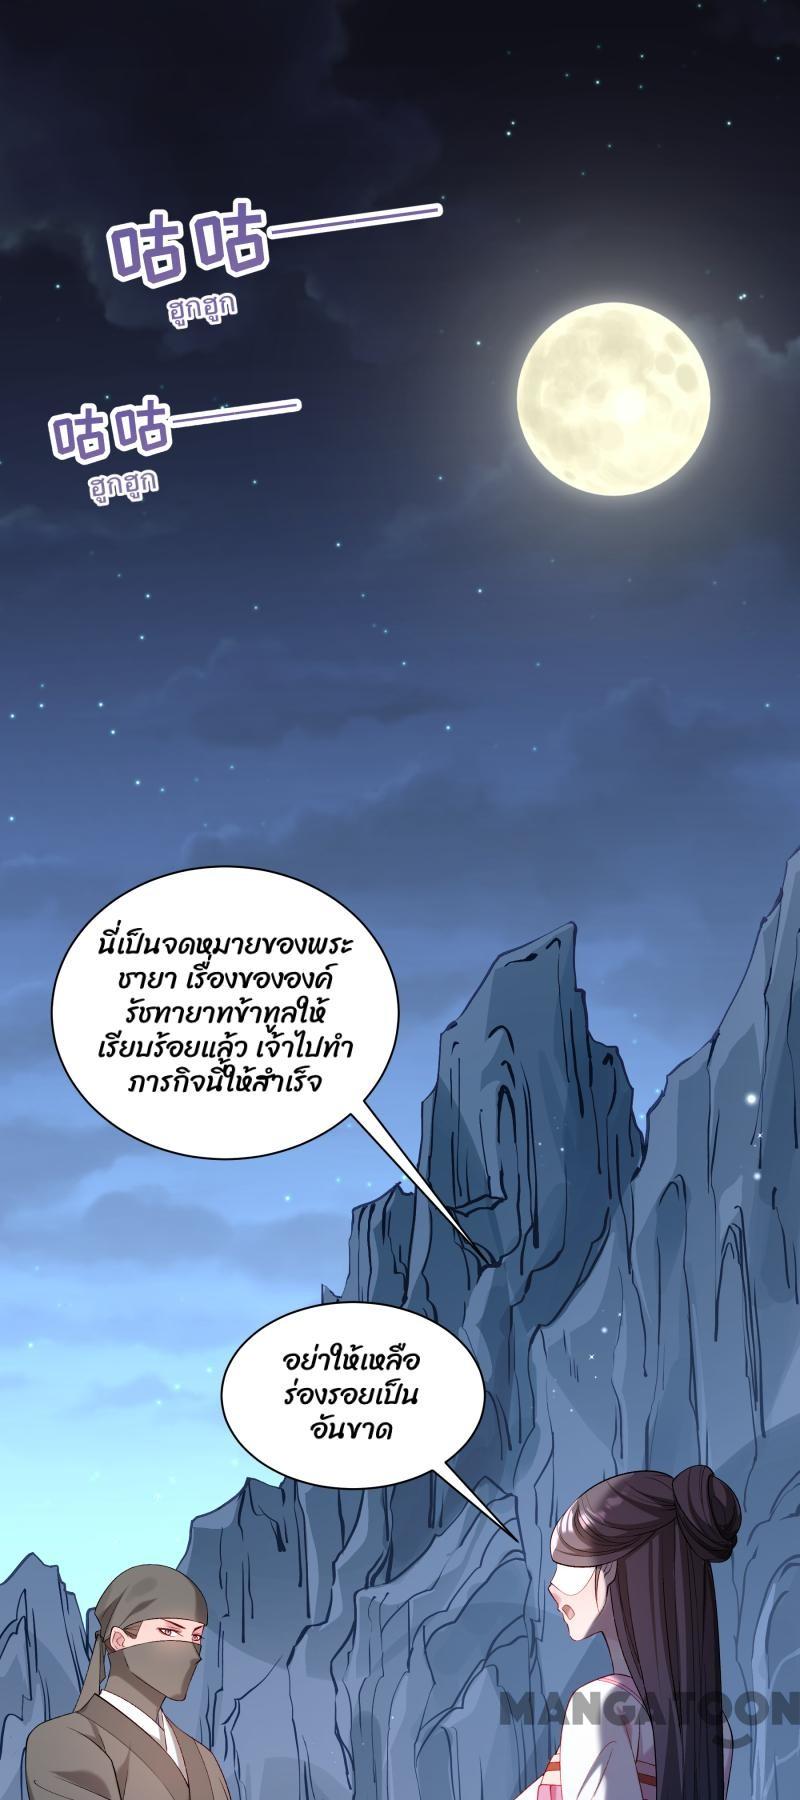 咕咕
ฮูกฮูก
咕咕
ฮูกฮูก
นี่เป็นจดหมายของพระ
ชายา เรื่องขององค์
รัชทายาทข้าทูลให้
เรียบร้อยแล้ว เจ้าไปทำ
ภารกิจนี้ให้สำเร็จ
อย่าให้เหลือ
ร่องรอยเป็น
อันขาด
MANGATOON